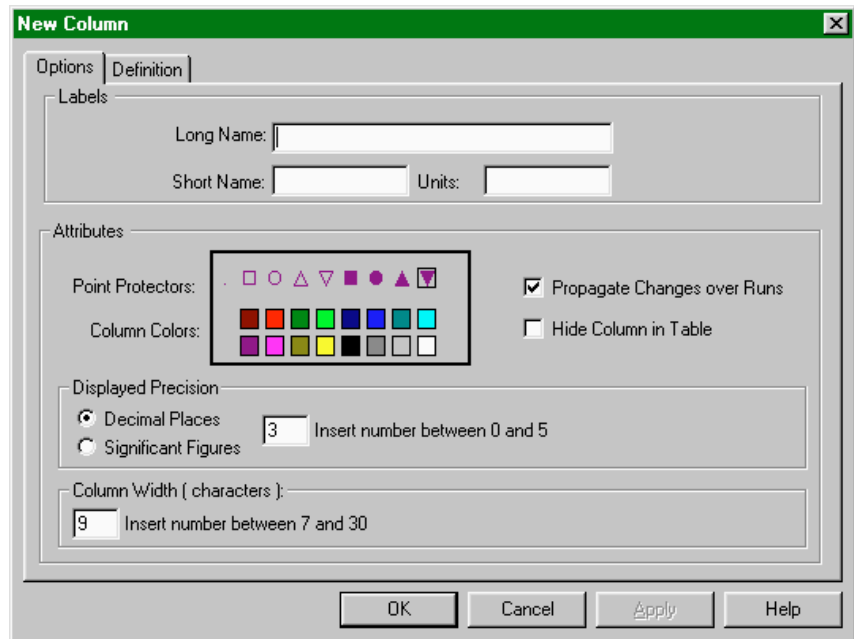 New Column
Options Definition
Labels
Long Name:
Short Name: Units:
Attributes
Point Protectors:
Propagate Changes over Runs
Column Colors:
Hide Column in Table
Displayed Precision
Decimal Places
3 Insert number between 0 and 5
Significant Figures
Column Width ( characters ):
9 Insert number between 7 and 30
OK Cancel Apply Help